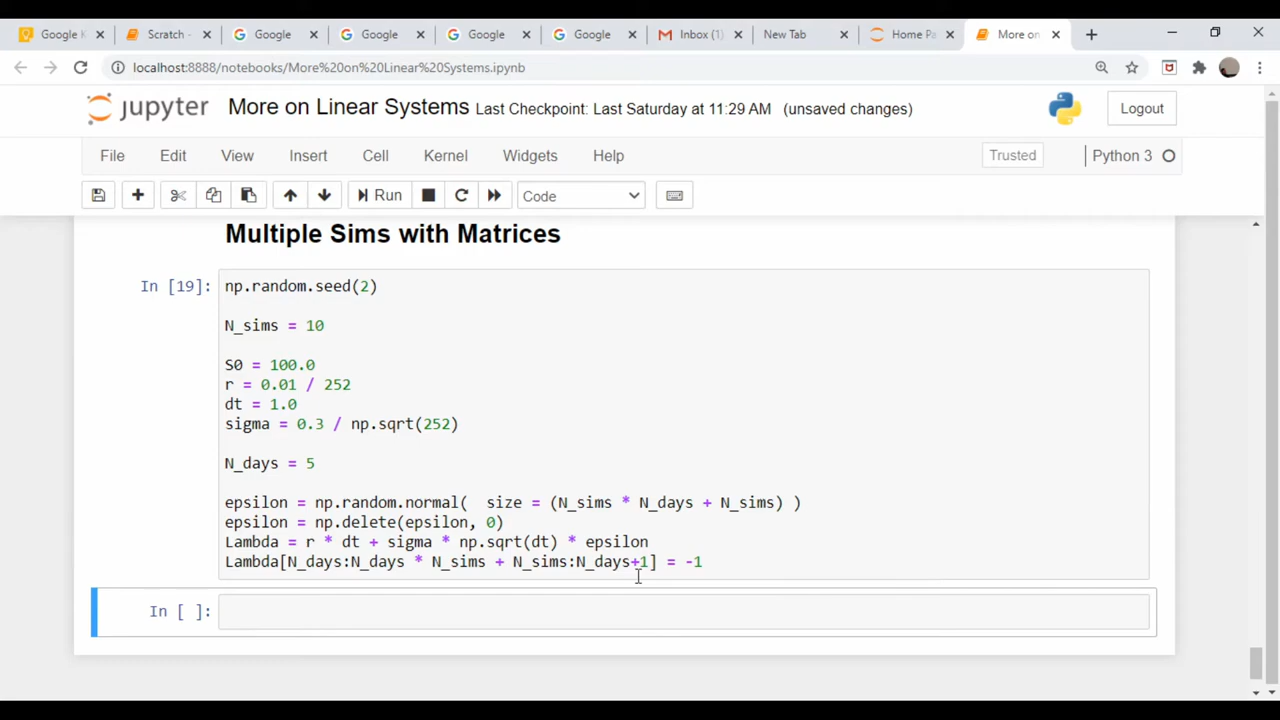 Google K
Scratch -
Google
Google
Google
Google
Inbox (1)
New Tab
Home Pa
More on
localhost:8888/notebooks/More%20on%20Linear%20Systems.ipynb
jupyter More on Linear Systems Last Checkpoint: Last Saturday at 11:29 AM (unsaved changes) Logout
File Edit View Insert Cell Kernel Widgets Help Trusted Python 3
Run Code
Multiple Sims with Matrices
In [19]: np.random.seed(2)
N_sims = 10
S0 = 100.0
r = 0.01 / 252
dt = 1.0
sigma = 0.3 / np.sqrt(252)
N_days = 5
epsilon = np.random.normal(  size = (N_sims * N_days + N_sims) )
epsilon = np.delete(epsilon, 0)
Lambda = r * dt + sigma * np.sqrt(dt) * epsilon
Lambda[N_days:N_days * N_sims + N_sims:N_days+1] = -1
In [ ]: